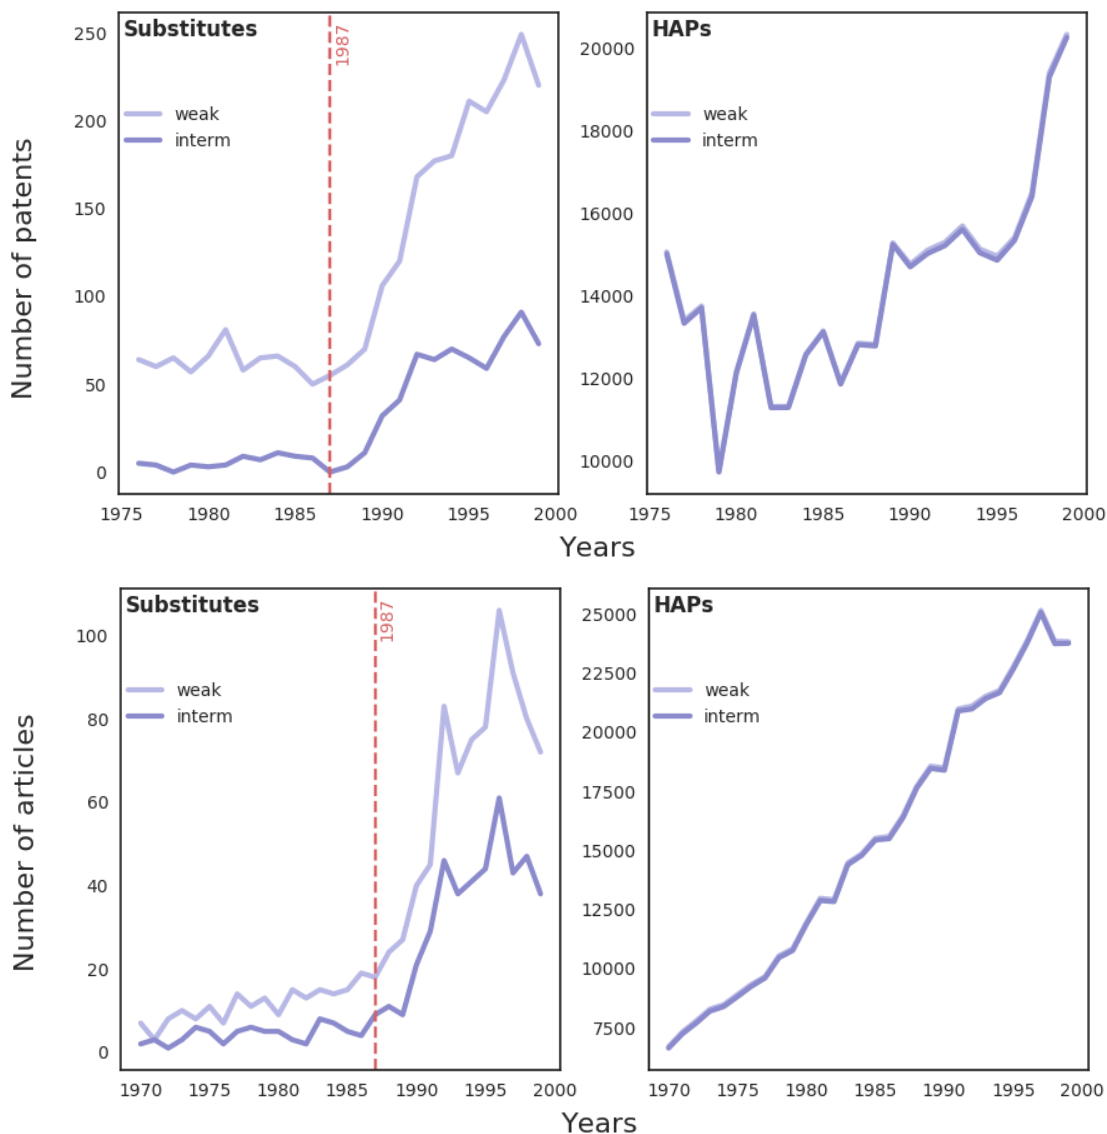 Substitutes
1987
weak
interm
250
200
150
100
50
0
1975 1980 1985 1990 1995 2000
Number of patents
HAPs
weak
interm
20000
18000
16000
14000
12000
10000
1975 1980 1985 1990 1995 2000
Years
Substitutes
1987
weak
interm
100
80
60
40
20
0
1970 1975 1980 1985 1990 1995 2000
Number of articles
HAPs
weak
interm
25000
22500
20000
17500
15000
12500
10000
7500
1970 1975 1980 1985 1990 1995 2000
Years